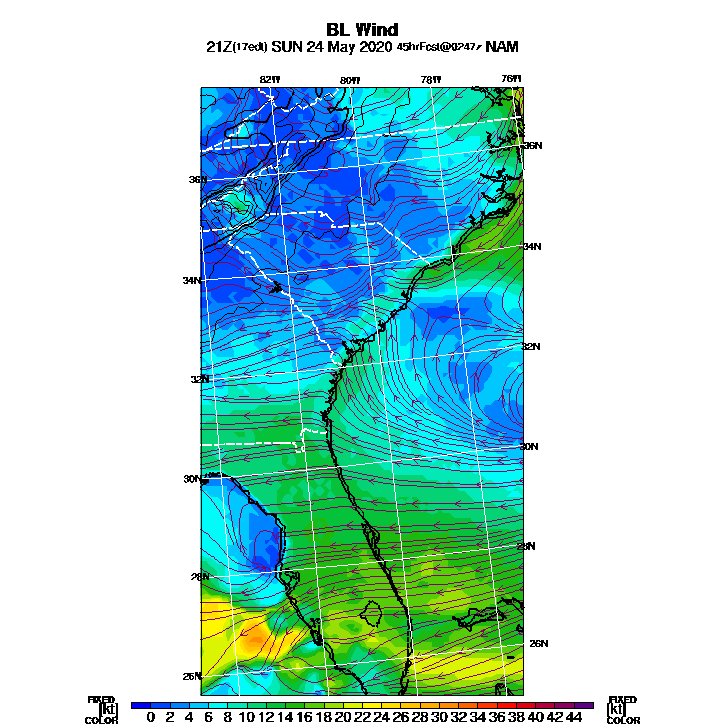 BL Wind
21Z(17edt) SUN 24 May 2020 45hrFcst@0247z NAM
82W 80W 78W 76W
36N
36N
34N
34N
32N
32N
30N
30N
28N
28N
26N
26N
FIXED
[kt]
COLOR
0 2 4 6 8 10 12 14 16 18 20 22 24 26 28 30 32 34 36 38 40 42 44
FIXED
[kt]
COLOR